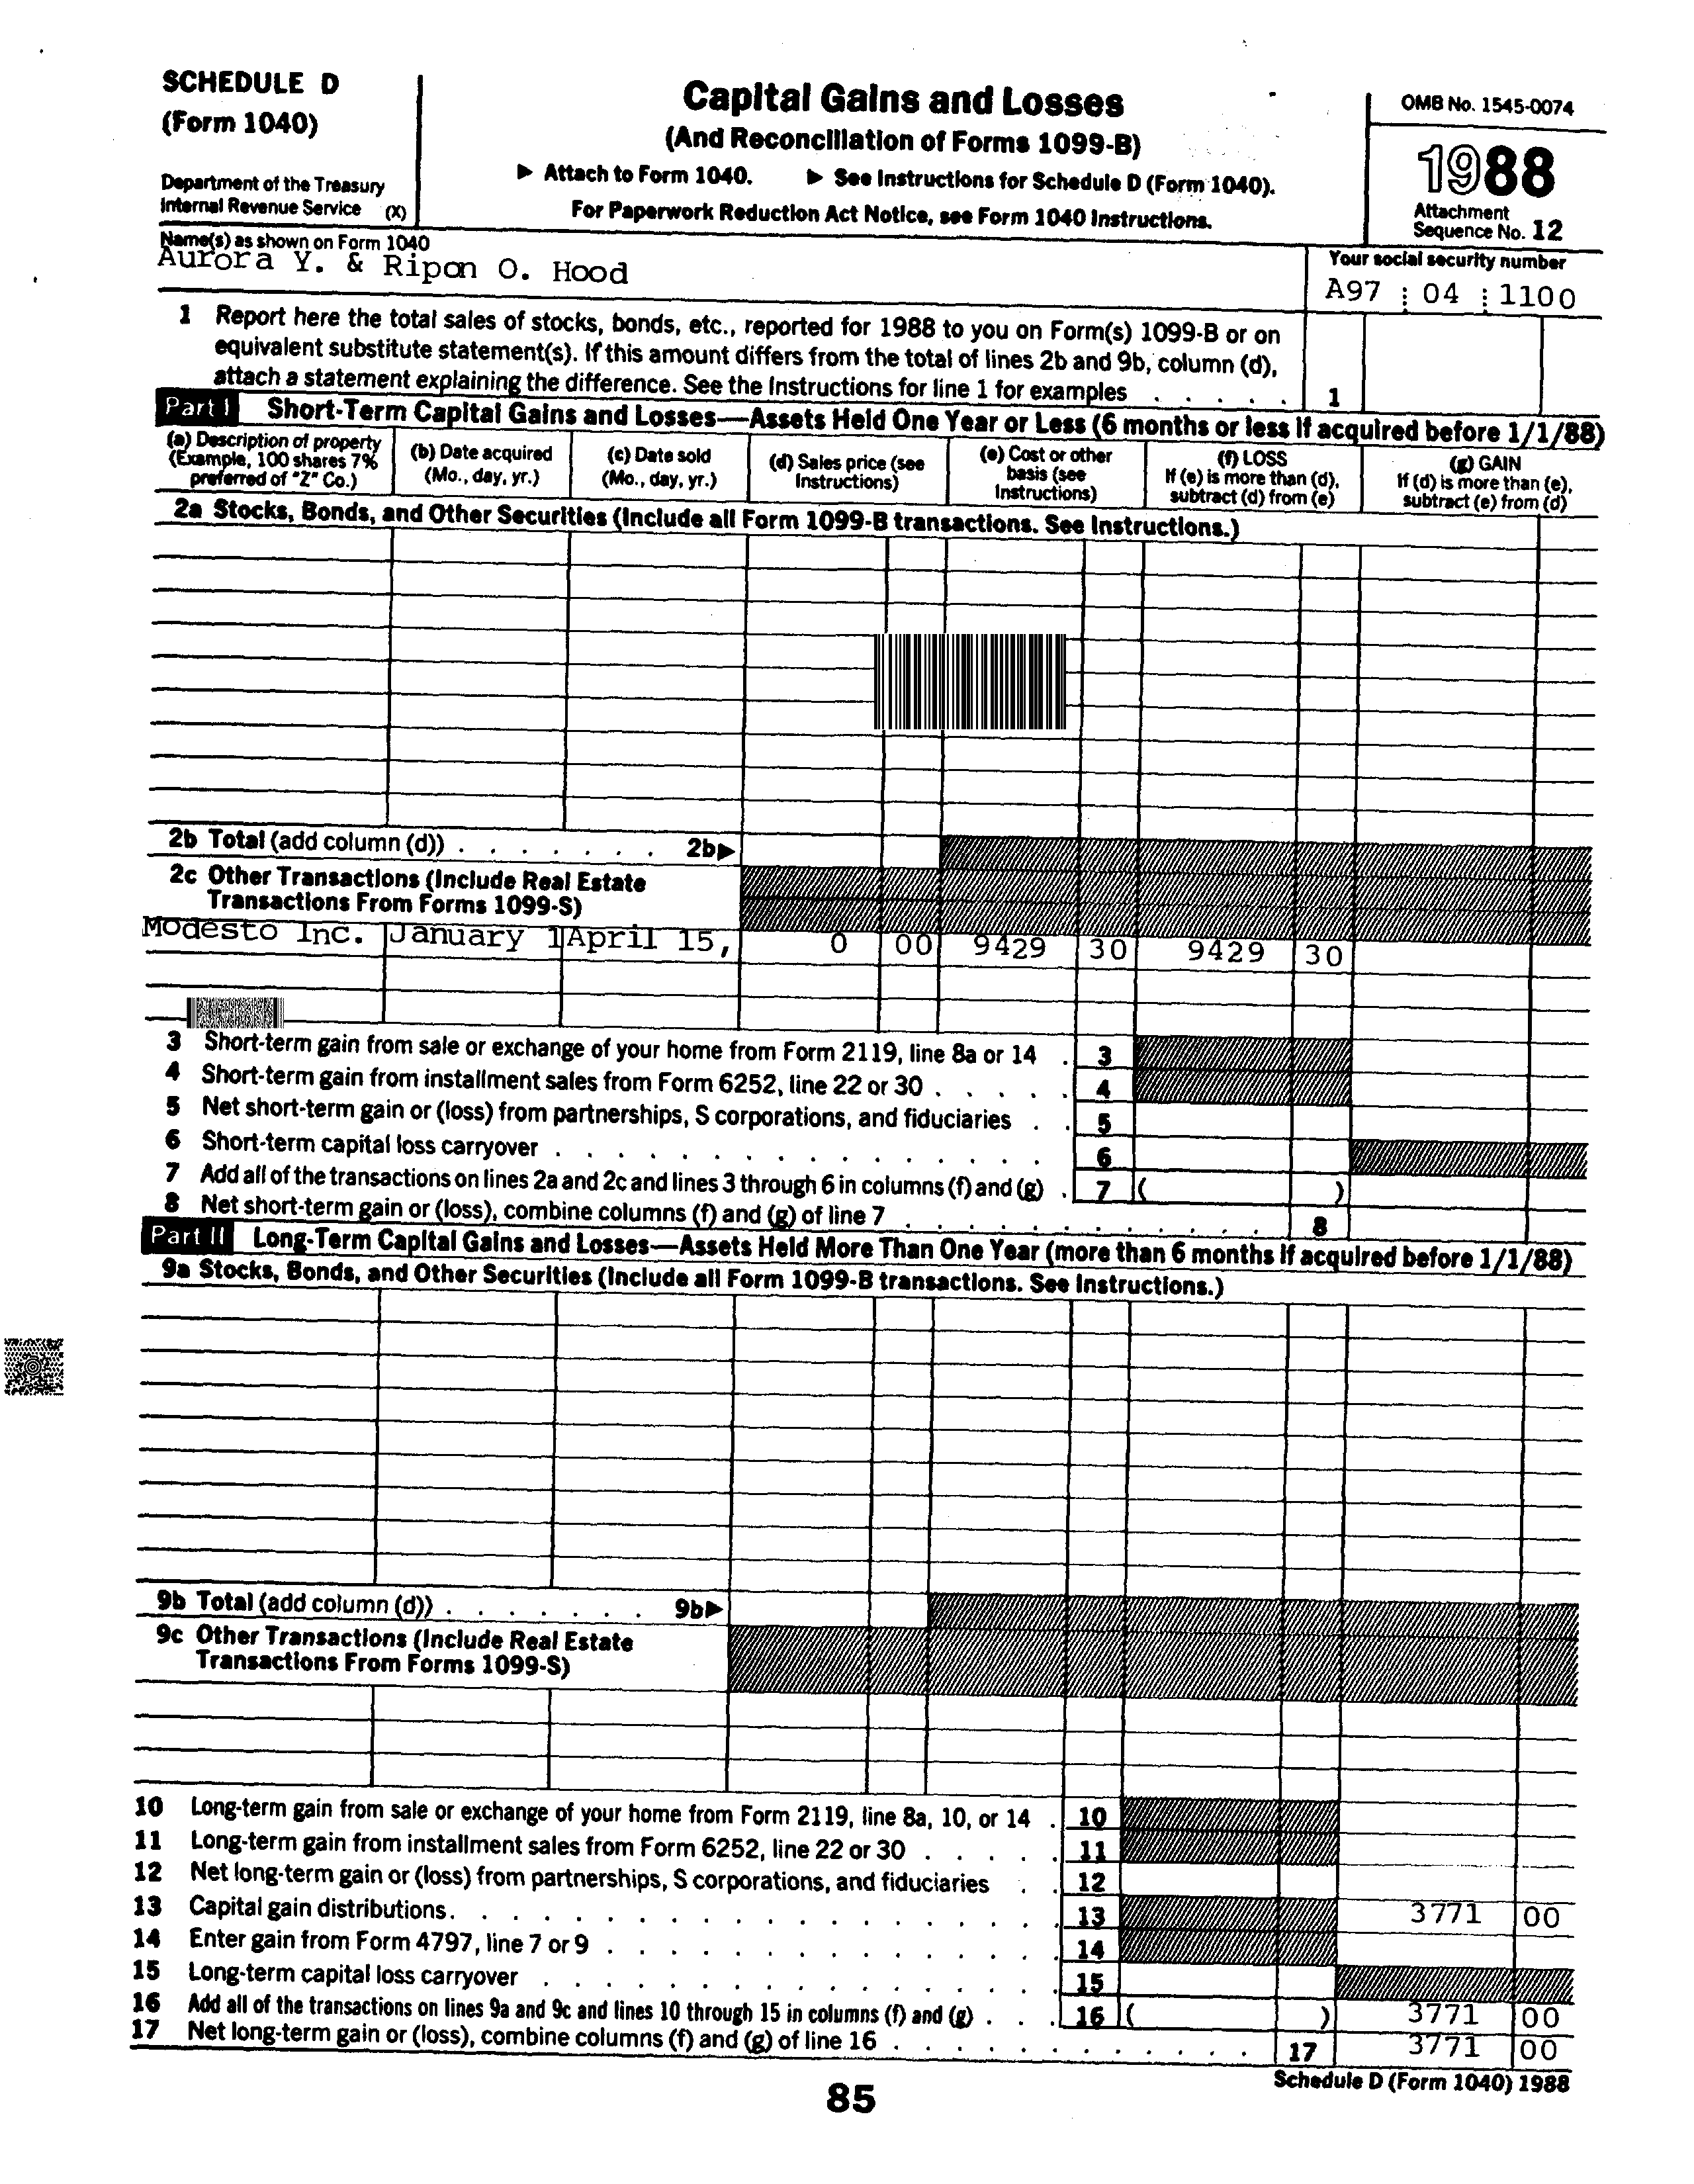 SCHEDULE D
(Form 1040)
Department of the Treasury
Internal Revenue Service (X)
Capital Gains and Losses
(And Reconciliation of Forms 1099-B)
▶ Attach to Form 1040. ▶ See Instructions for Schedule D (Form 1040).
For Paperwork Reduction Act Notice, see Form 1040 Instructions.
OMB No. 1545-0074
1988
Attachment
Sequence No. 12
Name(s) as shown on Form 1040
Aurora Y. & Ripon O. Hood
Your social security number
A97 04 1100
1 Report here the total sales of stocks, bonds, etc., reported for 1988 to you on Form(s) 1099-B or on
equivalent substitute statement(s). If this amount differs from the total of lines 2b and 9b, column (d),
attach a statement explaining the difference. See the Instructions for line 1 for examples . . . . . 1
Part I Short-Term Capital Gains and Losses—Assets Held One Year or Less (6 months or less if acquired before 1/1/88)
(a) Description of property
(Example, 100 shares 7%
preferred of "Z" Co.)
(b) Date acquired
(Mo., day, yr.)
(c) Date sold
(Mo., day, yr.)
(d) Sales price (see
Instructions)
(e) Cost or other
basis (see
Instructions)
(f) LOSS
If (e) is more than (d),
subtract (d) from (e)
(g) GAIN
If (d) is more than (e),
subtract (e) from (d)
2a Stocks, Bonds, and Other Securities (Include all Form 1099-B transactions. See Instructions.)
2b Total (add column (d)) . . . . . . . 2b▶
2c Other Transactions (Include Real Estate
Transactions From Forms 1099-S)
Modesto Inc. January 1 April 15, 0 00 9429 30 9429 30
3 Short-term gain from sale or exchange of your home from Form 2119, line 8a or 14 . 3
4 Short-term gain from installment sales from Form 6252, line 22 or 30 . . . . . 4
5 Net short-term gain or (loss) from partnerships, S corporations, and fiduciaries . . 5
6 Short-term capital loss carryover . . . . . . . . . . . . . . . . 6
7 Add all of the transactions on lines 2a and 2c and lines 3 through 6 in columns (f) and (g) . 7 ( )
8 Net short-term gain or (loss), combine columns (f) and (g) of line 7 . . . . . . . . . . . . 8
Part II Long-Term Capital Gains and Losses—Assets Held More Than One Year (more than 6 months if acquired before 1/1/88)
9a Stocks, Bonds, and Other Securities (Include all Form 1099-B transactions. See Instructions.)
9b Total (add column (d)) . . . . . . . 9b▶
9c Other Transactions (Include Real Estate
Transactions From Forms 1099-S)
10 Long-term gain from sale or exchange of your home from Form 2119, line 8a, 10, or 14 . 10
11 Long-term gain from installment sales from Form 6252, line 22 or 30 . . . . . 11
12 Net long-term gain or (loss) from partnerships, S corporations, and fiduciaries . . 12
13 Capital gain distributions. . . . . . . . . . . . . . . . . . . . 13 3771 00
14 Enter gain from Form 4797, line 7 or 9 . . . . . . . . . . . . . . 14
15 Long-term capital loss carryover . . . . . . . . . . . . . . . . . 15
16 Add all of the transactions on lines 9a and 9c and lines 10 through 15 in columns (f) and (g) . . . 16 ( ) 3771 00
17 Net long-term gain or (loss), combine columns (f) and (g) of line 16 . . . . . . . . . . . . 17 3771 00
Schedule D (Form 1040) 1988
85